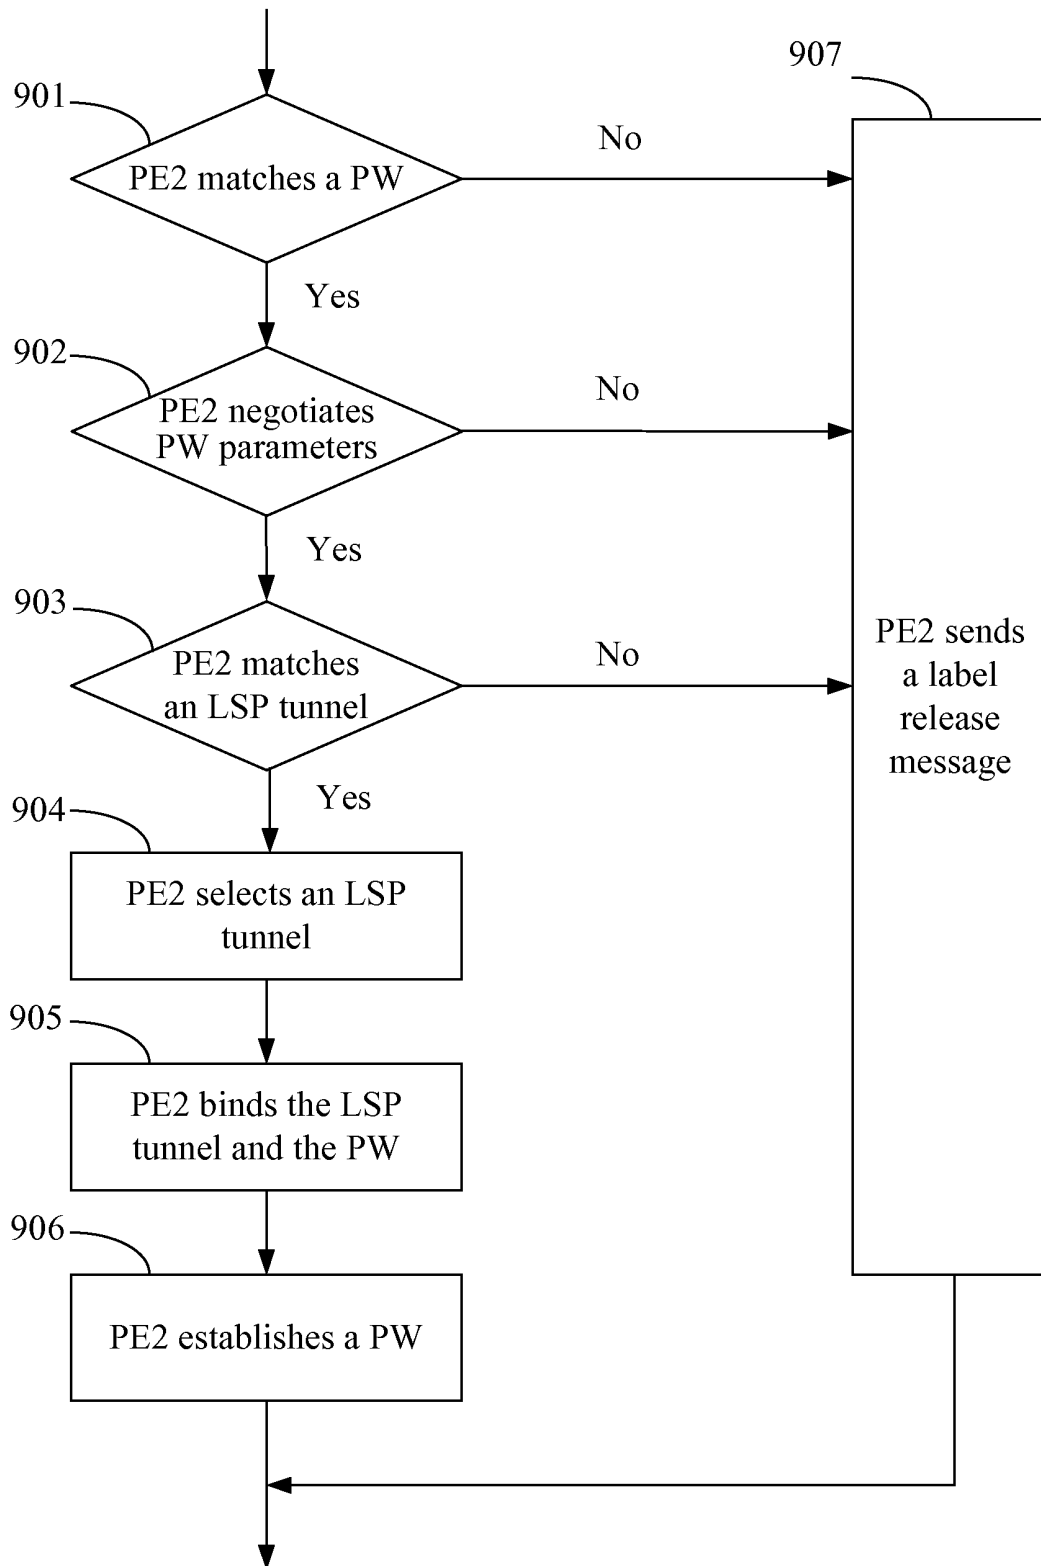 907
901
No
PE2 matches a PW
Yes
902
No
PE2 negotiates
PW parameters
Yes
903
No
PE2 matches
an LSP tunnel
PE2 sends
a label
release
message
Yes
904
PE2 selects an LSP
tunnel
905
PE2 binds the LSP
tunnel and the PW
906
PE2 establishes a PW